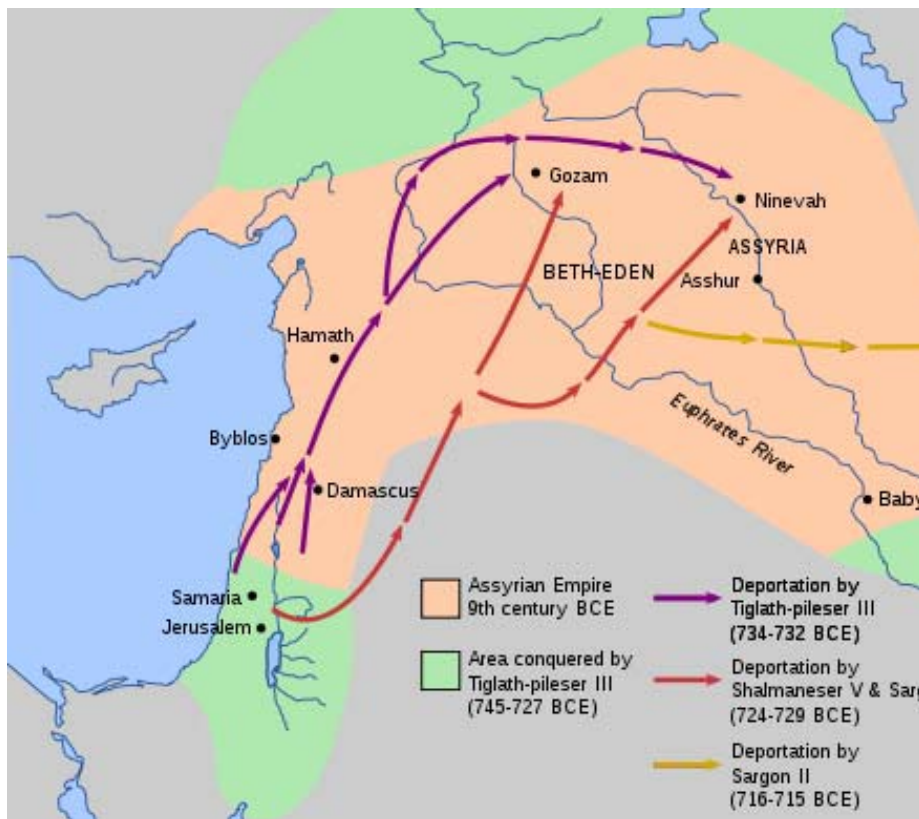 Gozam
Ninevah
ASSYRIA
BETH-EDEN
Asshur
Hamath
Euphrates River
Byblos
Damascus
Baby
Samaria
Jerusalem
Assyrian Empire
9th century BCE
Area conquered by
Tiglath-pileser III
(745-727 BCE)
Deportation by
Tiglath-pileser III
(734-732 BCE)
Deportation by
Shalmaneser V & Sarg
(724-729 BCE)
Deportation by
Sargon II
(716-715 BCE)